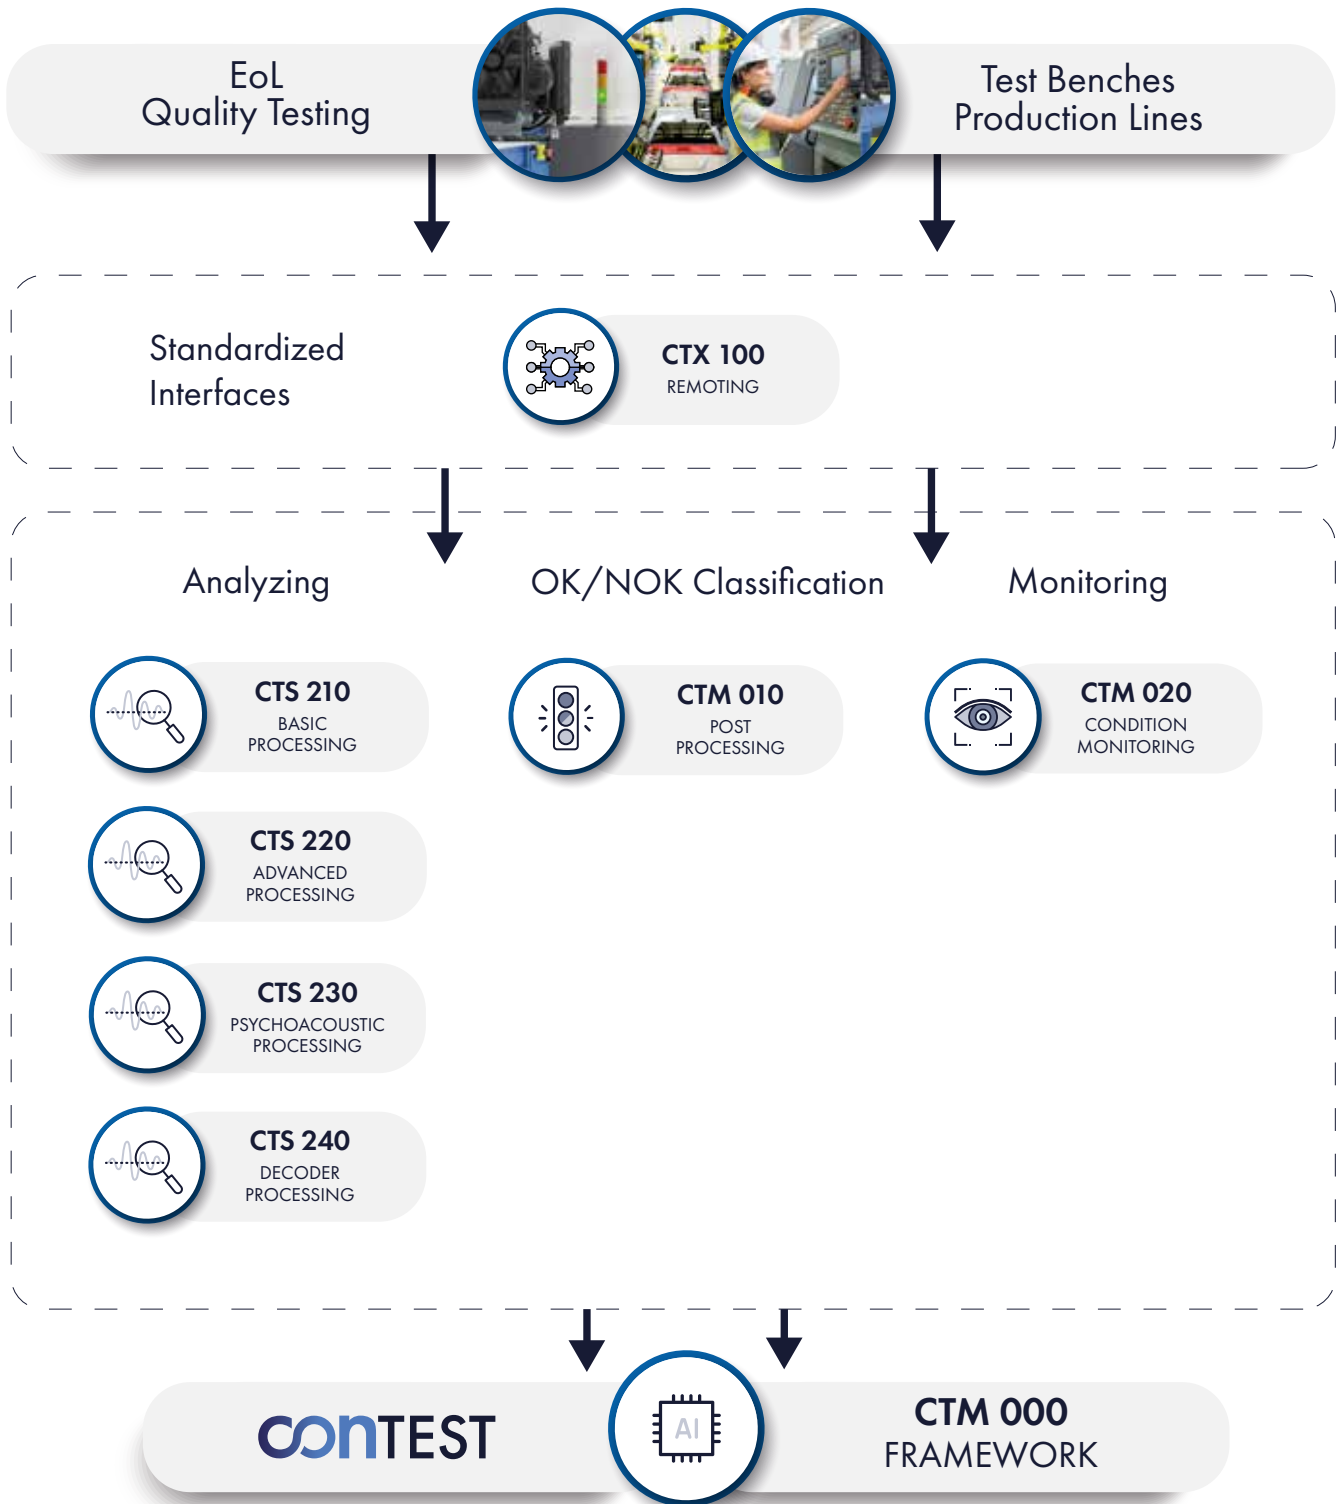 EoL
Quality Testing
Test Benches
Production Lines
Standardized
Interfaces
CTX 100
REMOTING
Analyzing
OK/NOK Classification
Monitoring
CTS 210
BASIC
PROCESSING
CTM 010
POST
PROCESSING
CTM 020
CONDITION
MONITORING
CTS 220
ADVANCED
PROCESSING
CTS 230
PSYCHOACOUSTIC
PROCESSING
CTS 240
DECODER
PROCESSING
conTEST
AI
CTM 000
FRAMEWORK